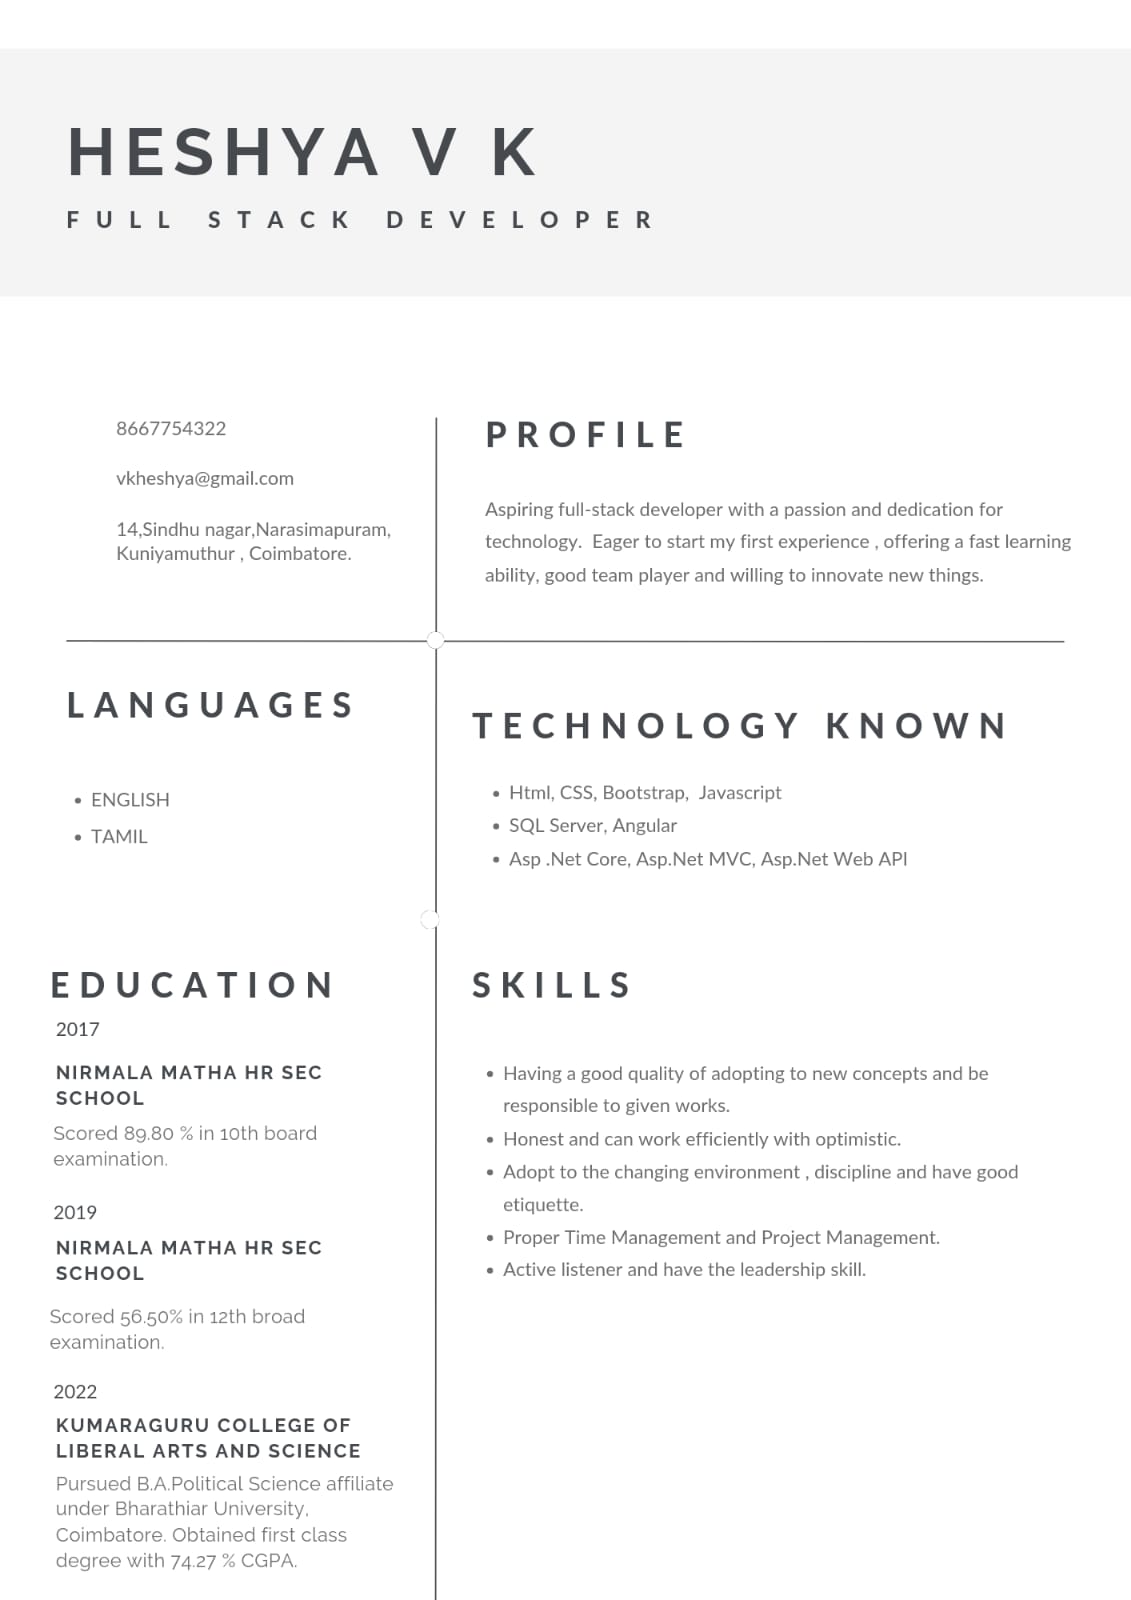 HESHYA V K
FULL STACK DEVELOPER
8667754322
vkheshya@gmail.com
14,Sindhu nagar,Narasimapuram,
Kuniyamuthur , Coimbatore.
PROFILE
Aspiring full-stack developer with a passion and dedication for
technology.  Eager to start my first experience , offering a fast learning
ability, good team player and willing to innovate new things.
LANGUAGES
• ENGLISH
• TAMIL
TECHNOLOGY KNOWN
• Html, CSS, Bootstrap,  Javascript
• SQL Server, Angular
• Asp .Net Core, Asp.Net MVC, Asp.Net Web API
EDUCATION
2017
NIRMALA MATHA HR SEC
SCHOOL
Scored 89.80 % in 10th board
examination.
2019
NIRMALA MATHA HR SEC
SCHOOL
Scored 56.50% in 12th broad
examination.
2022
KUMARAGURU COLLEGE OF
LIBERAL ARTS AND SCIENCE
Pursued B.A.Political Science affiliate
under Bharathiar University,
Coimbatore. Obtained first class
degree with 74.27 % CGPA.
SKILLS
• Having a good quality of adopting to new concepts and be
responsible to given works.
• Honest and can work efficiently with optimistic.
• Adopt to the changing environment , discipline and have good
etiquette.
• Proper Time Management and Project Management.
• Active listener and have the leadership skill.